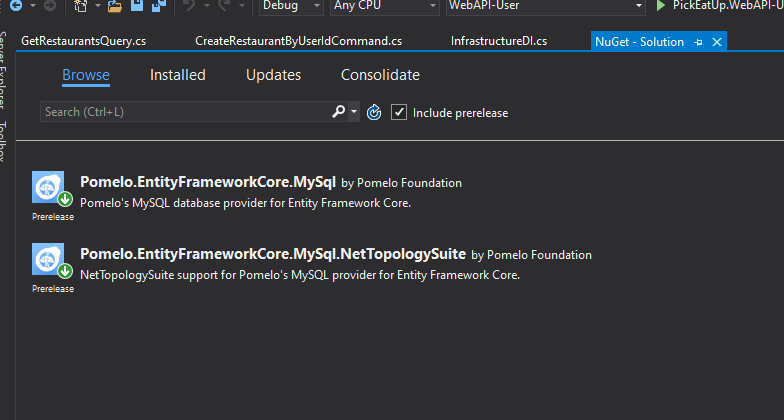 Debug Any CPU WebAPI-User PickEatUp.WebAPI-U
GetRestaurantsQuery.cs CreateRestaurantByUserIdCommand.cs InfrastructureDI.cs NuGet - Solution
Server Explorer
Toolbox
Browse Installed Updates Consolidate
Search (Ctrl+L) Include prerelease
Pomelo.EntityFrameworkCore.MySql by Pomelo Foundation
Pomelo's MySQL database provider for Entity Framework Core.
Prerelease
Pomelo.EntityFrameworkCore.MySql.NetTopologySuite by Pomelo Foundation
NetTopologySuite support for Pomelo's MySQL provider for Entity Framework Core.
Prerelease